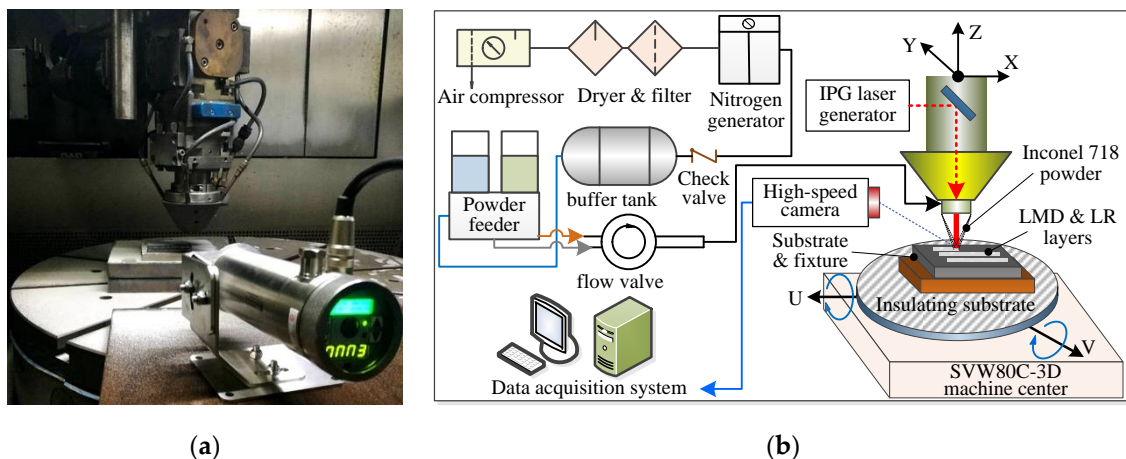 Air compressor
Dryer & filter
Nitrogen
generator
Z
Y
X
IPG laser
generator
Powder
feeder
buffer tank
Check
valve
flow valve
High-speed
camera
Inconel 718
powder
LMD & LR
layers
Substrate
& fixture
Insulating substrate
U
V
SVW80C-3D
machine center
Data acquisition system
(a)
(b)